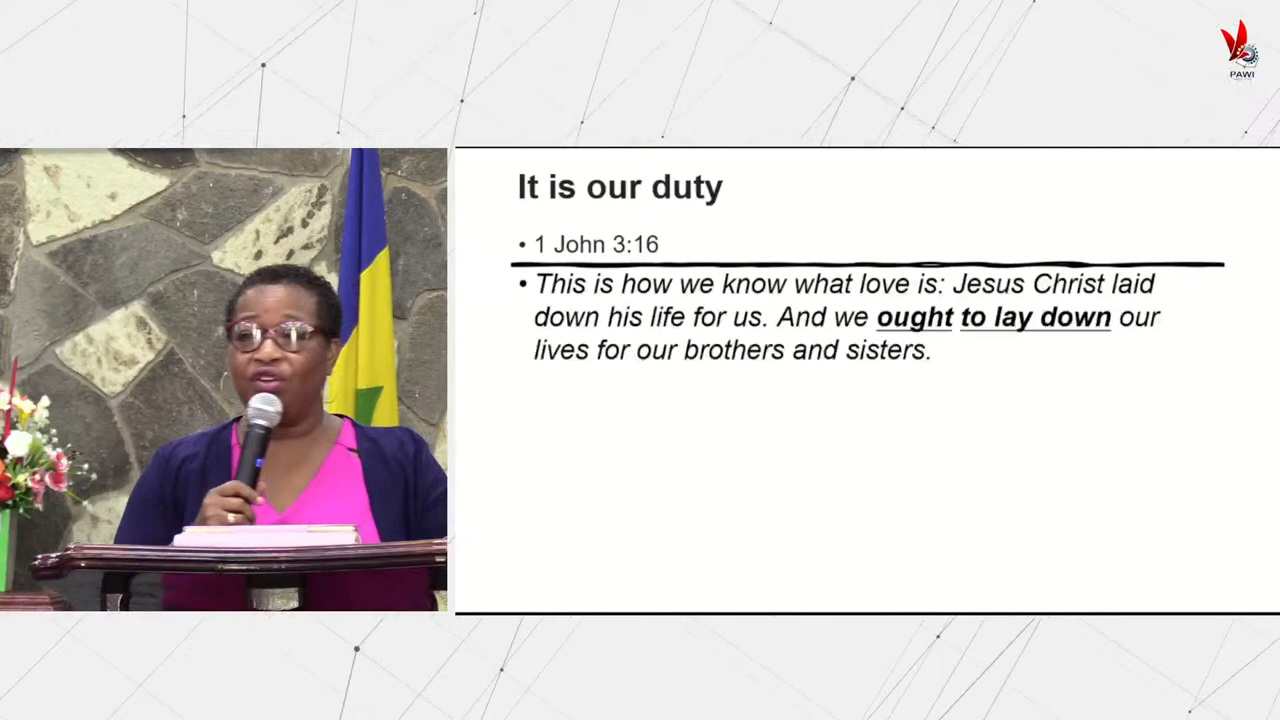 PAWI
It is our duty
• 1 John 3:16
• This is how we know what love is: Jesus Christ laid
down his life for us. And we ought to lay down our
lives for our brothers and sisters.